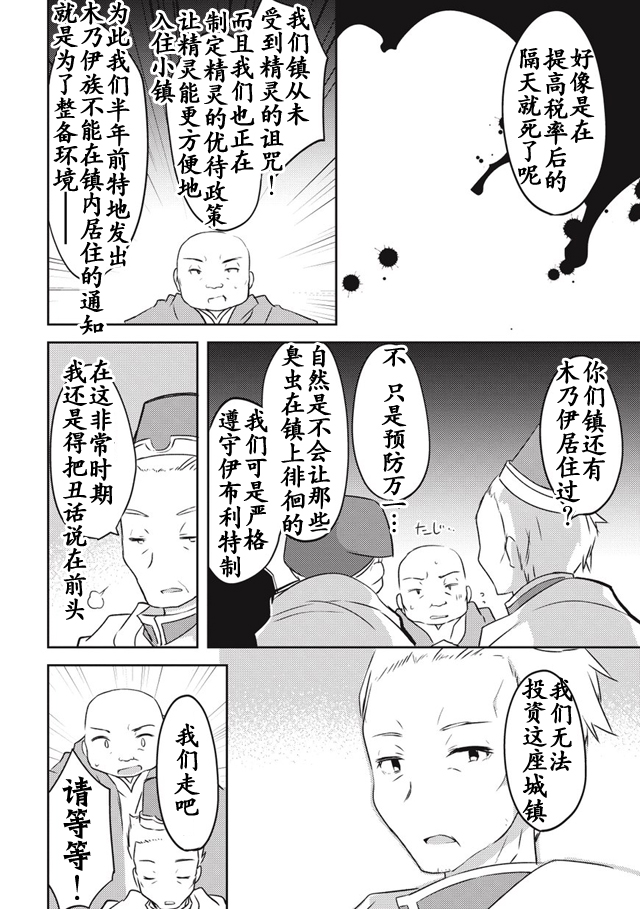 好像是在
提高税率后的
隔天就死了呢
我们镇从未
受到精灵的诅咒！
而且我们也正在
制定精灵的优待政策
让精灵能更方便地
入住小镇
为此我们半年前特地发出
木乃伊族不能在镇内居住的通知
就是为了整备环境——
你们镇还有
木乃伊居住过？
たじ…
不 只是预防万一…
自然是不会让那些
臭虫在镇上徘徊的
我们可是严格
遵守伊布利特制
在这非常时期
我还是得把丑话说在前头
我们无法
投资这座城镇
我们走吧
请等等！